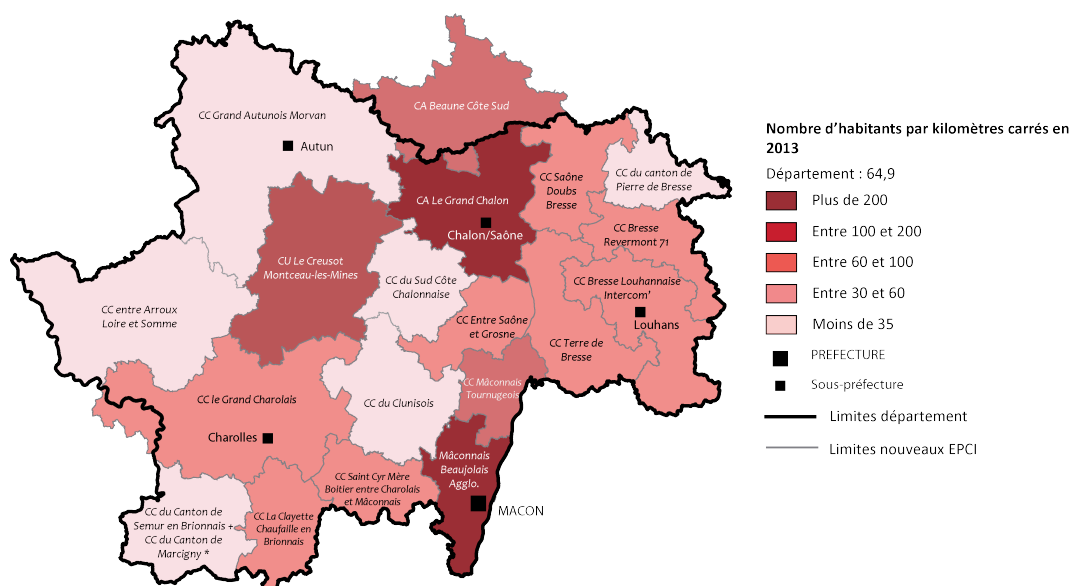 CA Beaune Côte Sud
CC Grand Autunois Morvan
Autun
CC Saône
Doubs
Bresse
CC du canton de
Pierre de Bresse
CA Le Grand Chalon
Chalon/Saône
CC Bresse
Revermont 71
CU Le Creusot
Montceau-les-Mines
CC du Sud Côte
Chalonnaise
CC Bresse Louhannaise
Intercom'
Louhans
CC entre Arroux
Loire et Somme
CC Entre Saône
et Grosne
CC Terre de
Bresse
CC Mâconnais
Tournugeois
CC le Grand Charolais
CC du Clunisois
Charolles
Mâconnais
Beaujolais
Agglo.
CC Saint Cyr Mère
Boitier entre Charolais
et Mâconnais
MACON
CC du Canton de
Semur en Brionnais +
CC du Canton de
Marcigny *
CC La Clayette
Chaufaille en
Brionnais
Nombre d'habitants par kilomètres carrés en
2013
Département : 64,9
Plus de 200
Entre 100 et 200
Entre 60 et 100
Entre 30 et 60
Moins de 35
PREFECTURE
Sous-préfecture
Limites département
Limites nouveaux EPCI